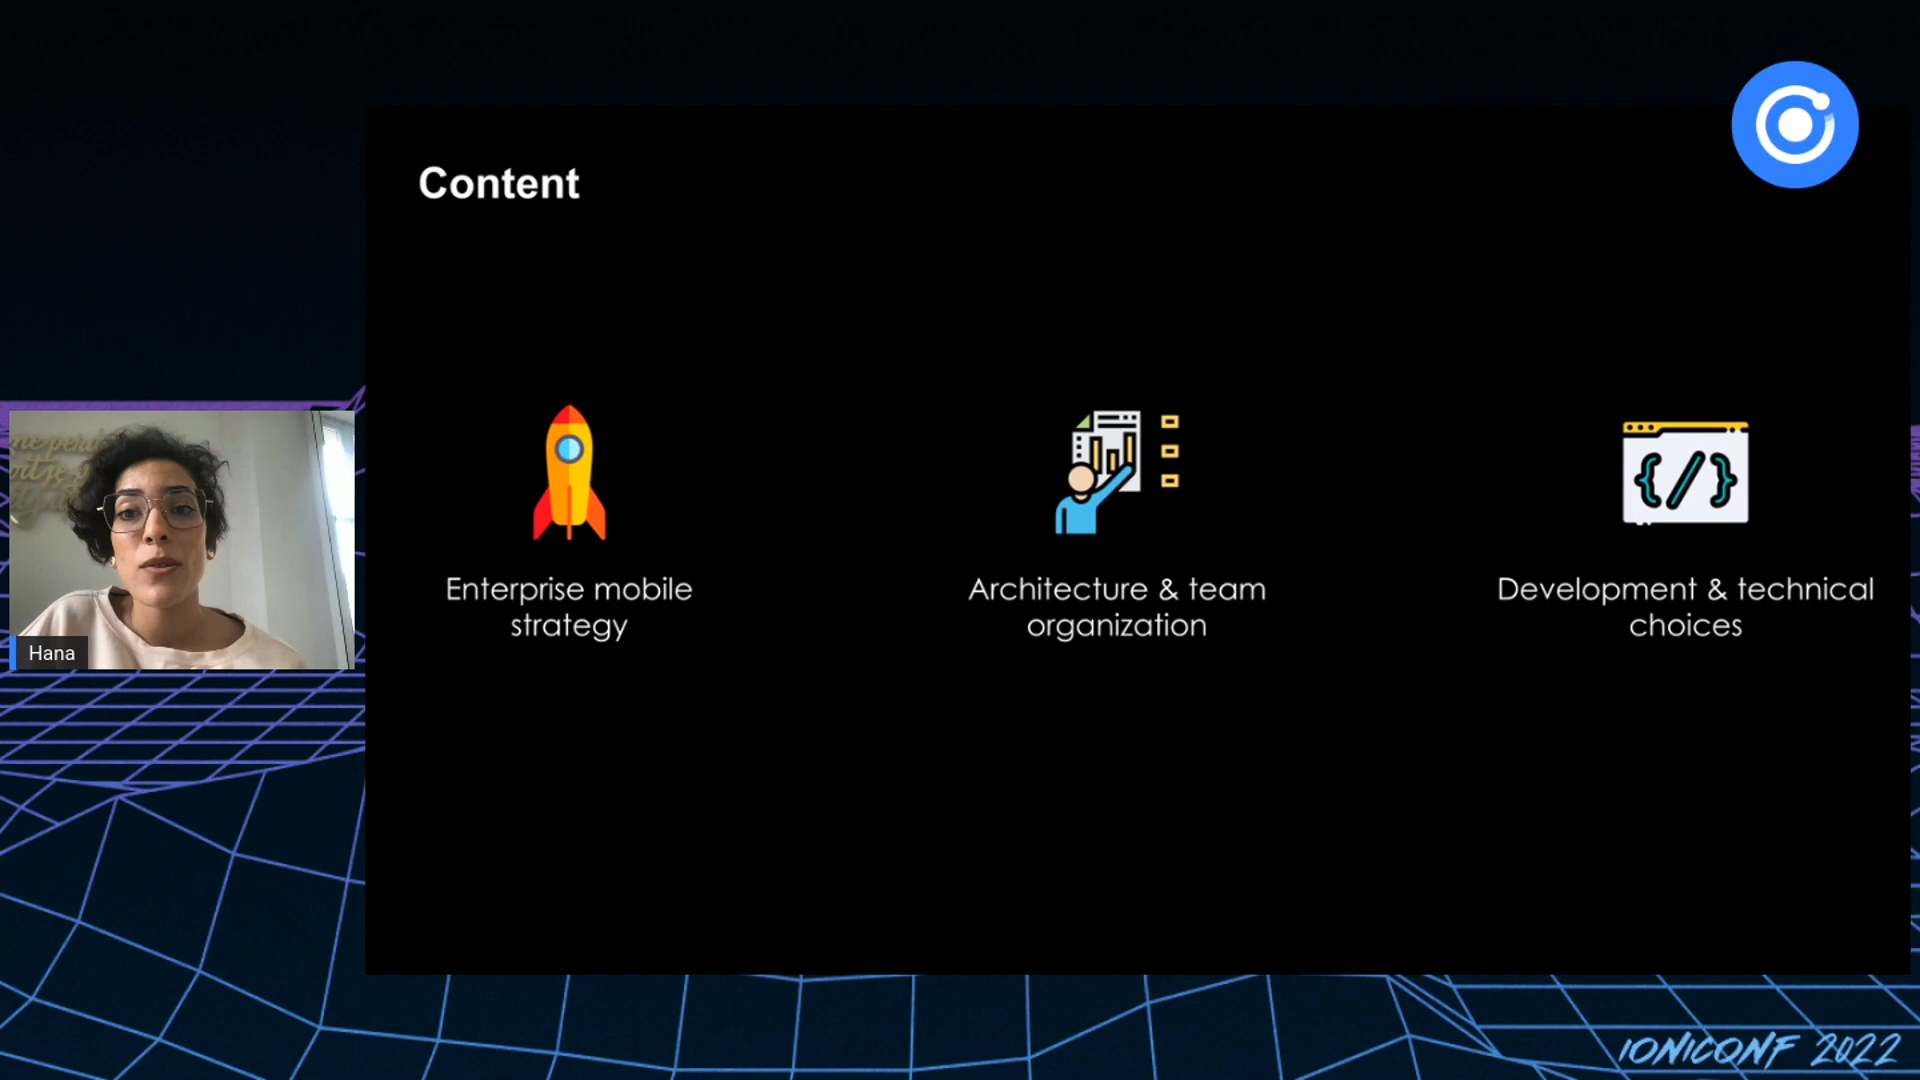 Content
Enterprise mobile
strategy
Architecture & team
organization
Development & technical
choices
Hana
IONICONF 2022